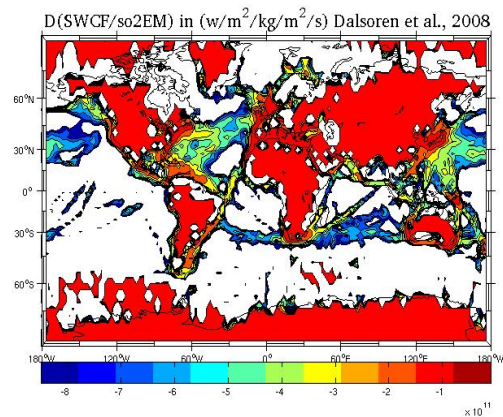 D(SWCF/so2EM) in (w/m²/kg/m²/s) Dalsoren et al., 2008
60°N
30°N
0°
30°S
60°S
180°W 120°W 60°W 0° 60°E 120°E 180°W
-8 -7 -6 -5 -4 -3 -2 -1
x 10¹¹